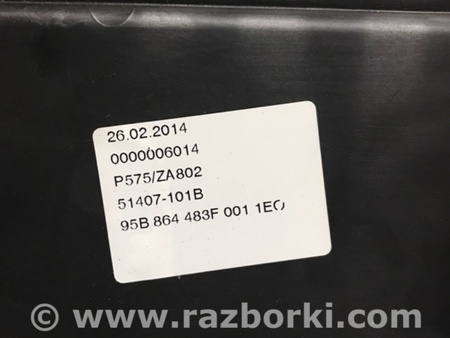 26.02.2014
0000006014
P575/ZA802
51407-101B
95B 864 483F 001 1EO
© www.razborki.com